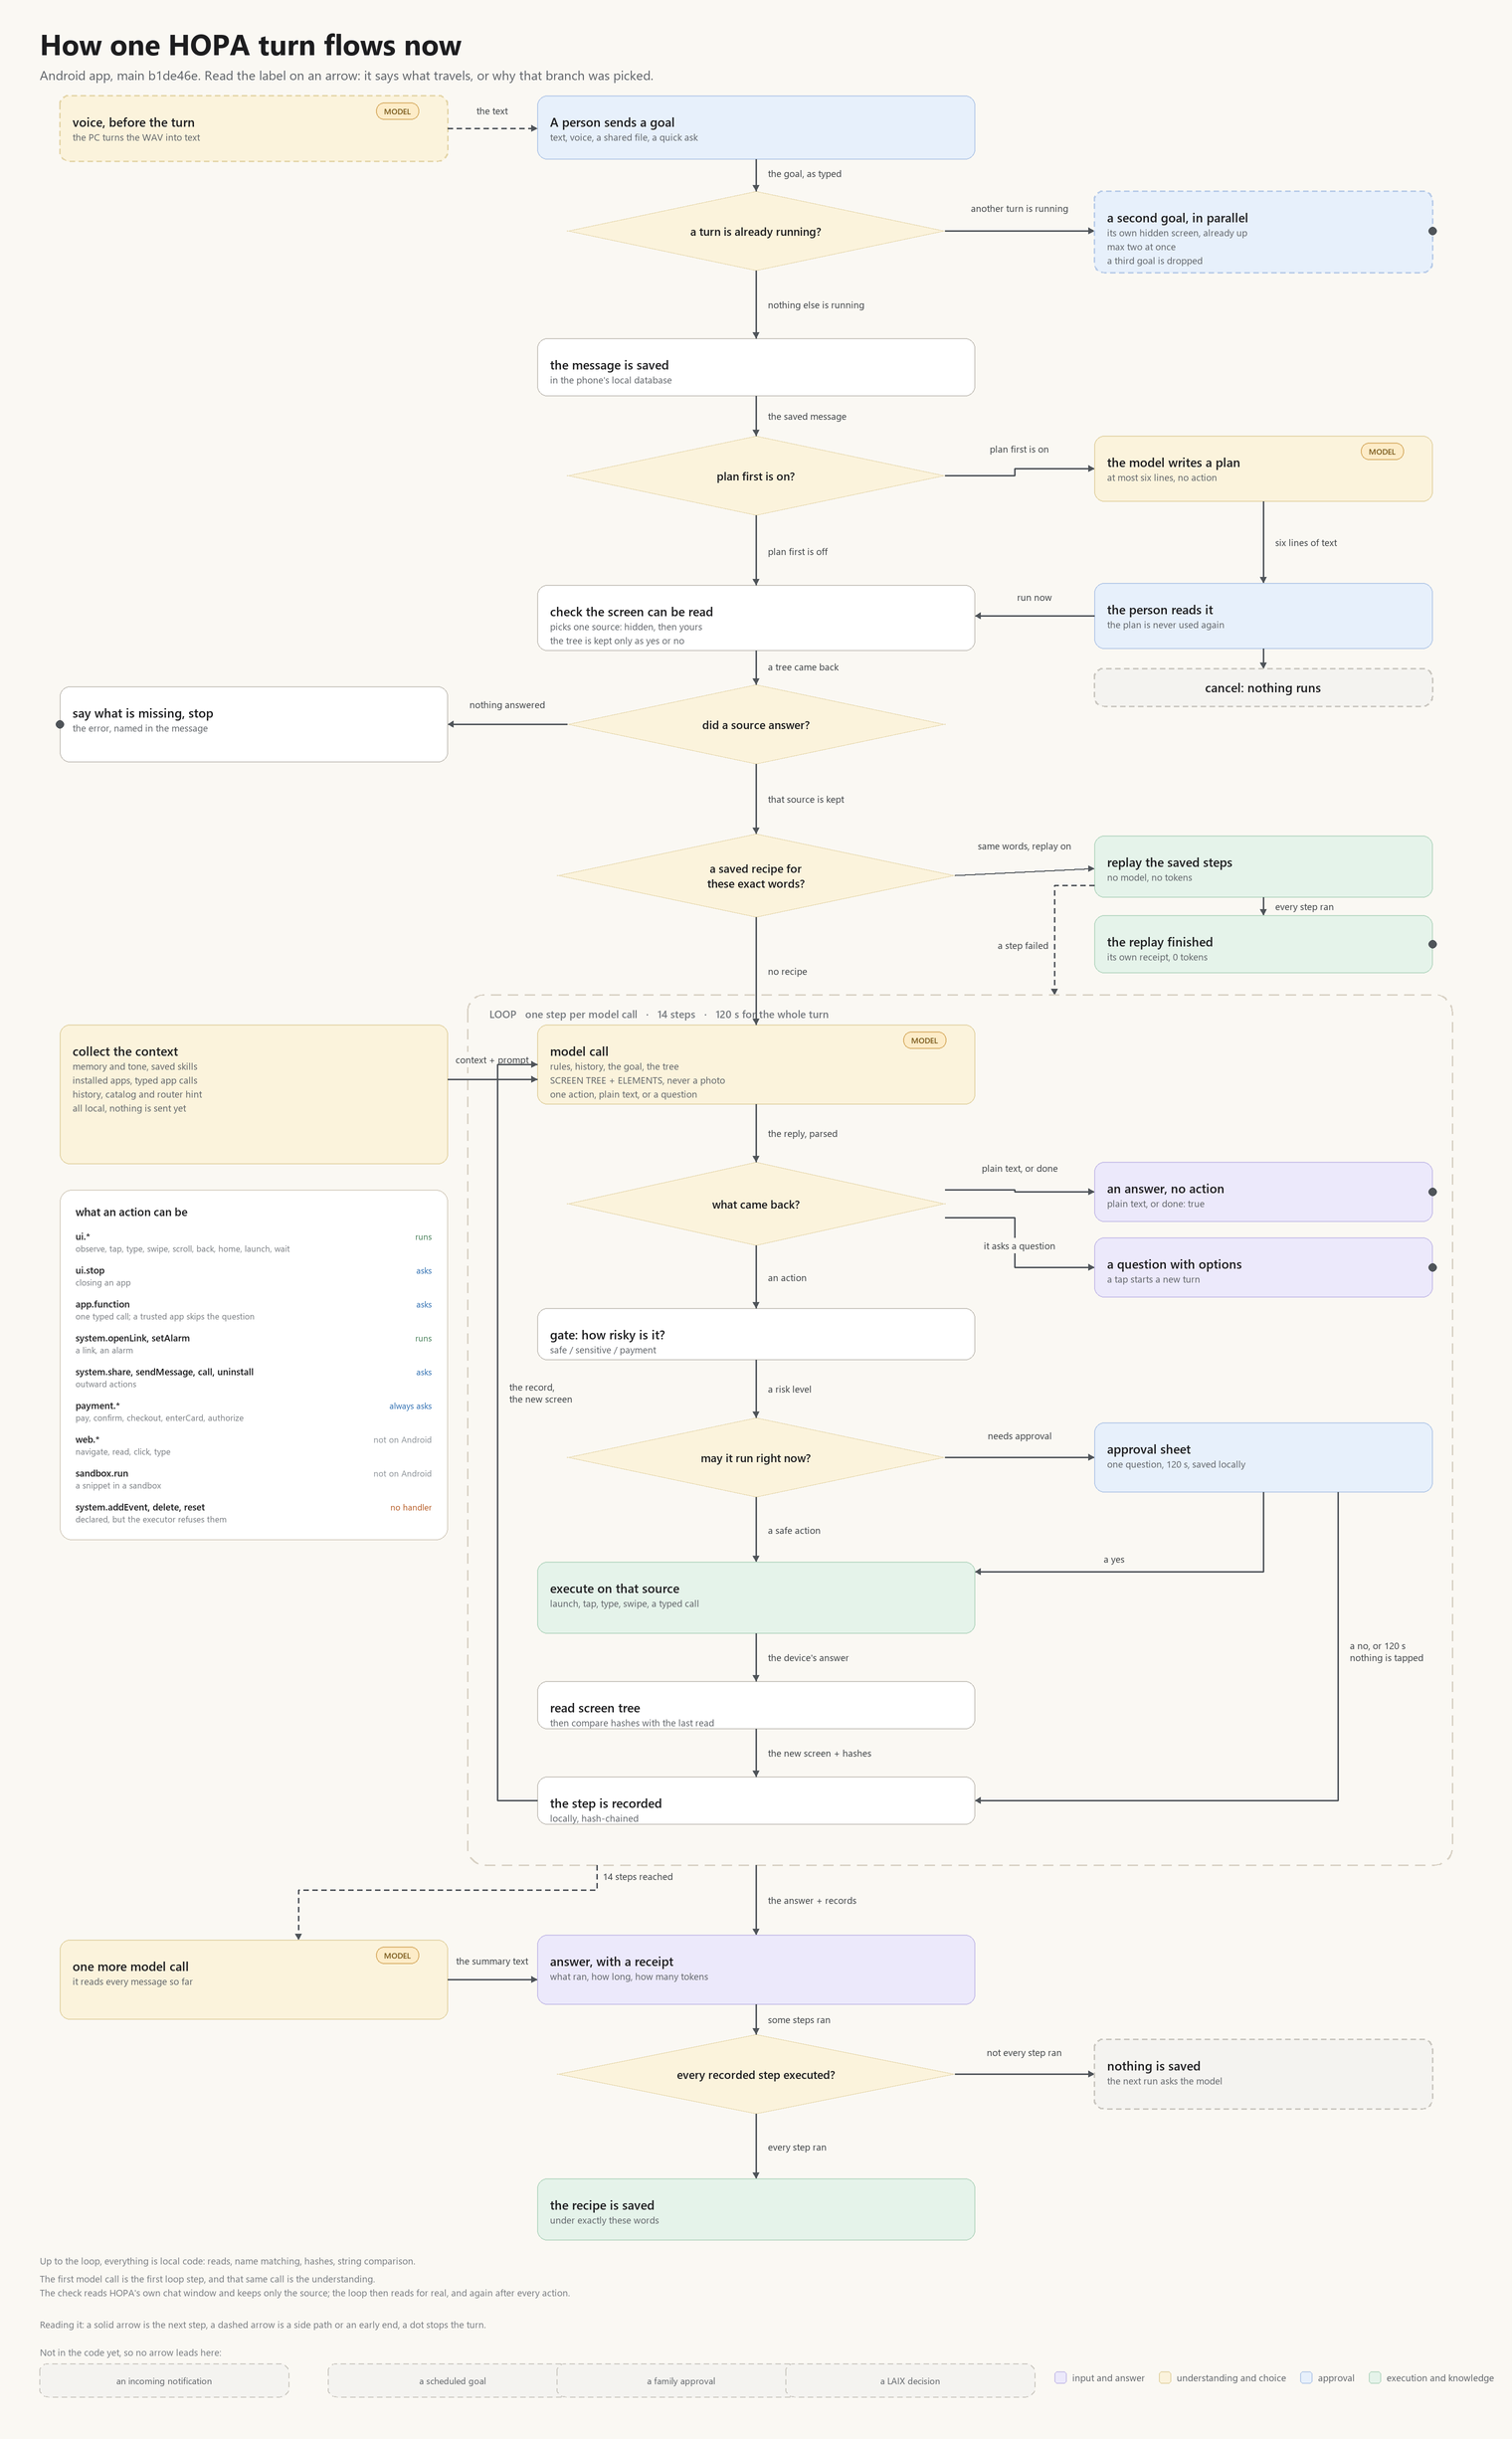 How one HOPA turn flows now
Android app, main b1de46e. Read the label on an arrow: it says what travels, or why that branch was picked.
MODEL
voice, before the turn
the PC turns the WAV into text
the text
A person sends a goal
text, voice, a shared file, a quick ask
the goal, as typed
a turn is already running?
another turn is running
a second goal, in parallel
its own hidden screen, already up
max two at once
a third goal is dropped
nothing else is running
the message is saved
in the phone's local database
the saved message
plan first is on?
plan first is on
MODEL
the model writes a plan
at most six lines, no action
six lines of text
plan first is off
check the screen can be read
picks one source: hidden, then yours
the tree is kept only as yes or no
run now
the person reads it
the plan is never used again
a tree came back
cancel: nothing runs
say what is missing, stop
the error, named in the message
nothing answered
did a source answer?
that source is kept
a saved recipe for
these exact words?
same words, replay on
replay the saved steps
no model, no tokens
every step ran
a step failed
the replay finished
its own receipt, 0 tokens
no recipe
LOOP one step per model call · 14 steps · 120 s for the whole turn
collect the context
memory and tone, saved skills
installed apps, typed app calls
history, catalog and router hint
all local, nothing is sent yet
context + prompt
MODEL
model call
rules, history, the goal, the tree
SCREEN TREE + ELEMENTS, never a photo
one action, plain text, or a question
the reply, parsed
what came back?
plain text, or done
an answer, no action
plain text, or done: true
it asks a question
a question with options
a tap starts a new turn
an action
what an action can be
ui.* runs
observe, tap, type, swipe, scroll, back, home, launch, wait
ui.stop asks
closing an app
app.function asks
one typed call; a trusted app skips the question
system.openLink, setAlarm runs
a link, an alarm
system.share, sendMessage, call, uninstall asks
outward actions
payment.* always asks
pay, confirm, checkout, enterCard, authorize
web.* not on Android
navigate, read, click, type
sandbox.run not on Android
a snippet in a sandbox
system.addEvent, delete, reset no handler
declared, but the executor refuses them
gate: how risky is it?
safe / sensitive / payment
the record,
the new screen
a risk level
may it run right now?
needs approval
approval sheet
one question, 120 s, saved locally
a safe action
a yes
execute on that source
launch, tap, type, swipe, a typed call
the device's answer
a no, or 120 s
nothing is tapped
read screen tree
then compare hashes with the last read
the new screen + hashes
the step is recorded
locally, hash-chained
14 steps reached
the answer + records
MODEL
one more model call
it reads every message so far
the summary text
answer, with a receipt
what ran, how long, how many tokens
some steps ran
every recorded step executed?
not every step ran
nothing is saved
the next run asks the model
every step ran
the recipe is saved
under exactly these words
Up to the loop, everything is local code: reads, name matching, hashes, string comparison.
The first model call is the first loop step, and that same call is the understanding.
The check reads HOPA's own chat window and keeps only the source; the loop then reads for real, and again after every action.
Reading it: a solid arrow is the next step, a dashed arrow is a side path or an early end, a dot stops the turn.
Not in the code yet, so no arrow leads here:
an incoming notification
a scheduled goal
a family approval
a LAIX decision
input and answer
understanding and choice
approval
execution and knowledge